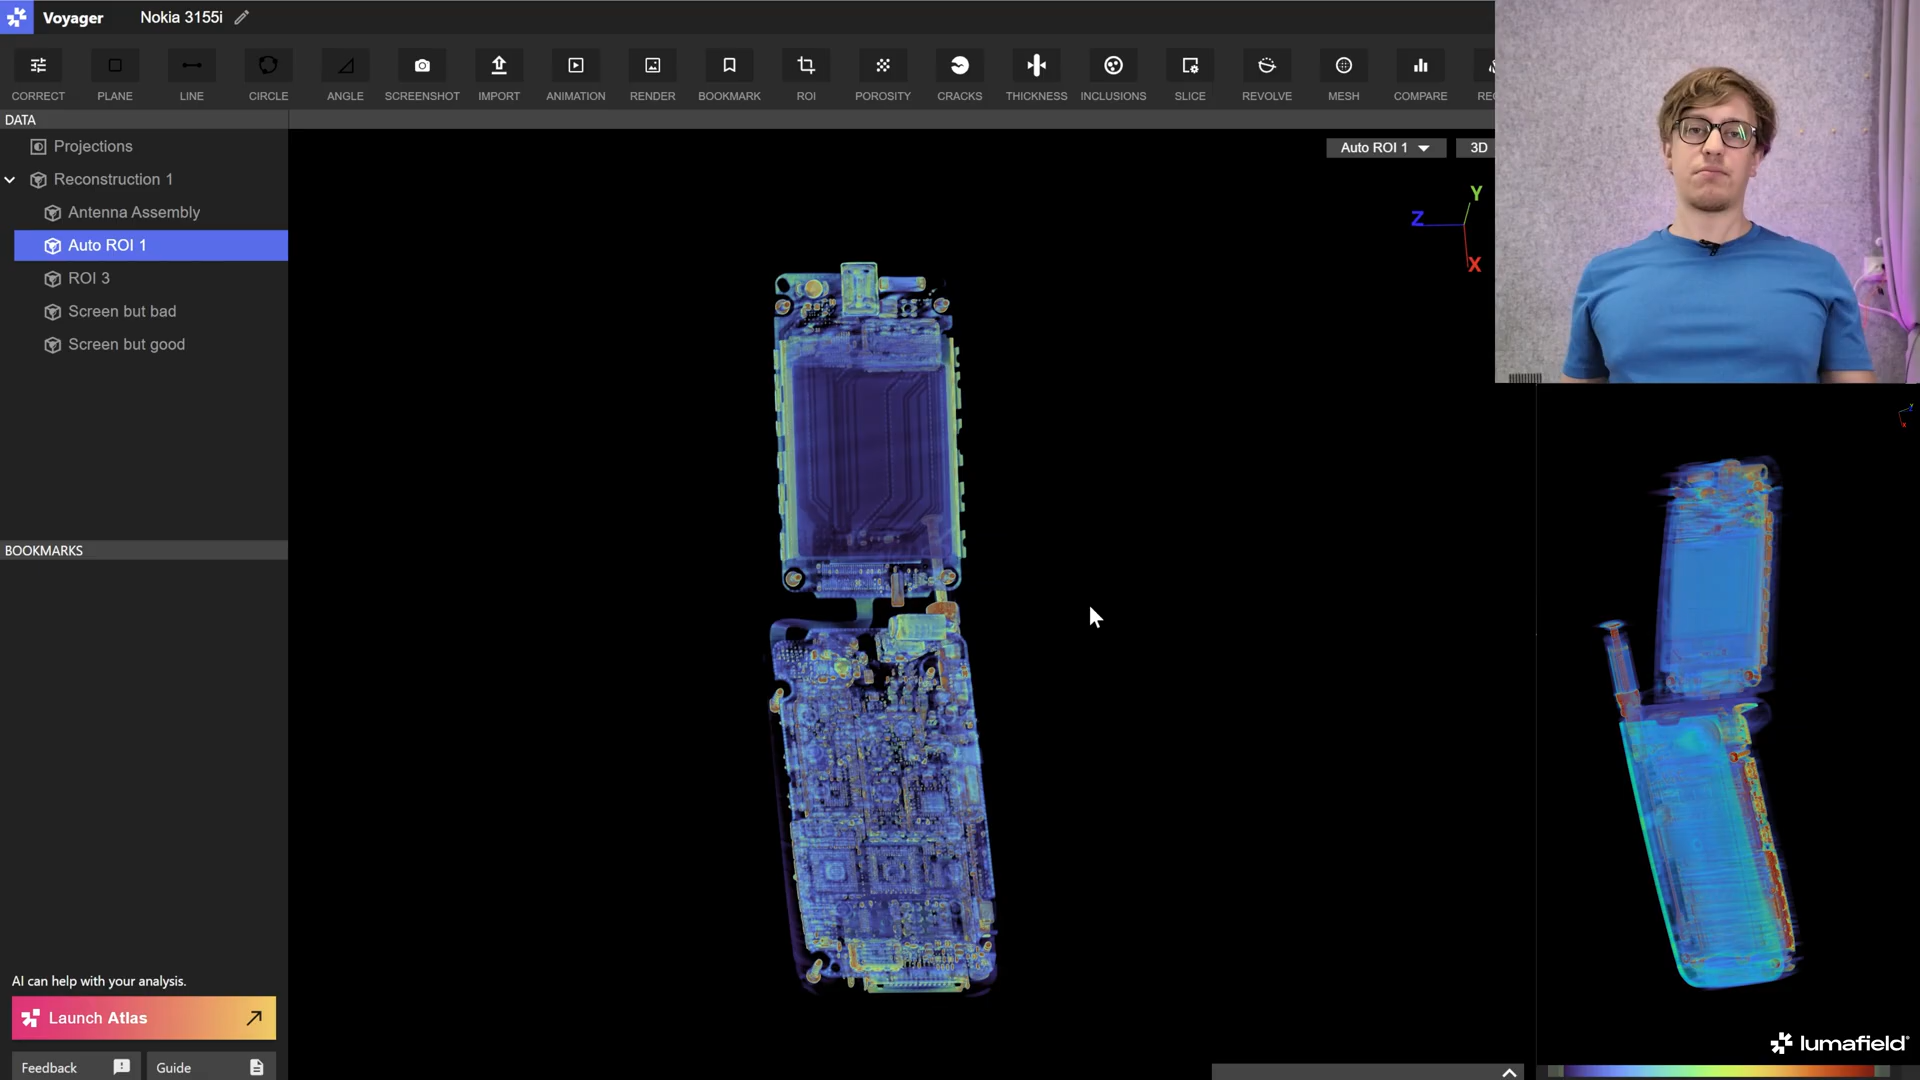 Voyager
Nokia 3155i
CORRECT
PLANE
LINE
CIRCLE
ANGLE
SCREENSHOT
IMPORT
ANIMATION
RENDER
BOOKMARK
ROI
POROSITY
CRACKS
THICKNESS
INCLUSIONS
SLICE
REVOLVE
MESH
COMPARE
DATA
Projections
Reconstruction 1
Antenna Assembly
Auto ROI 1
ROI 3
Screen but bad
Screen but good
Auto ROI 1
3D
Y
Z
X
BOOKMARKS
AI can help with your analysis.
Launch Atlas
Feedback
Guide
lumafield